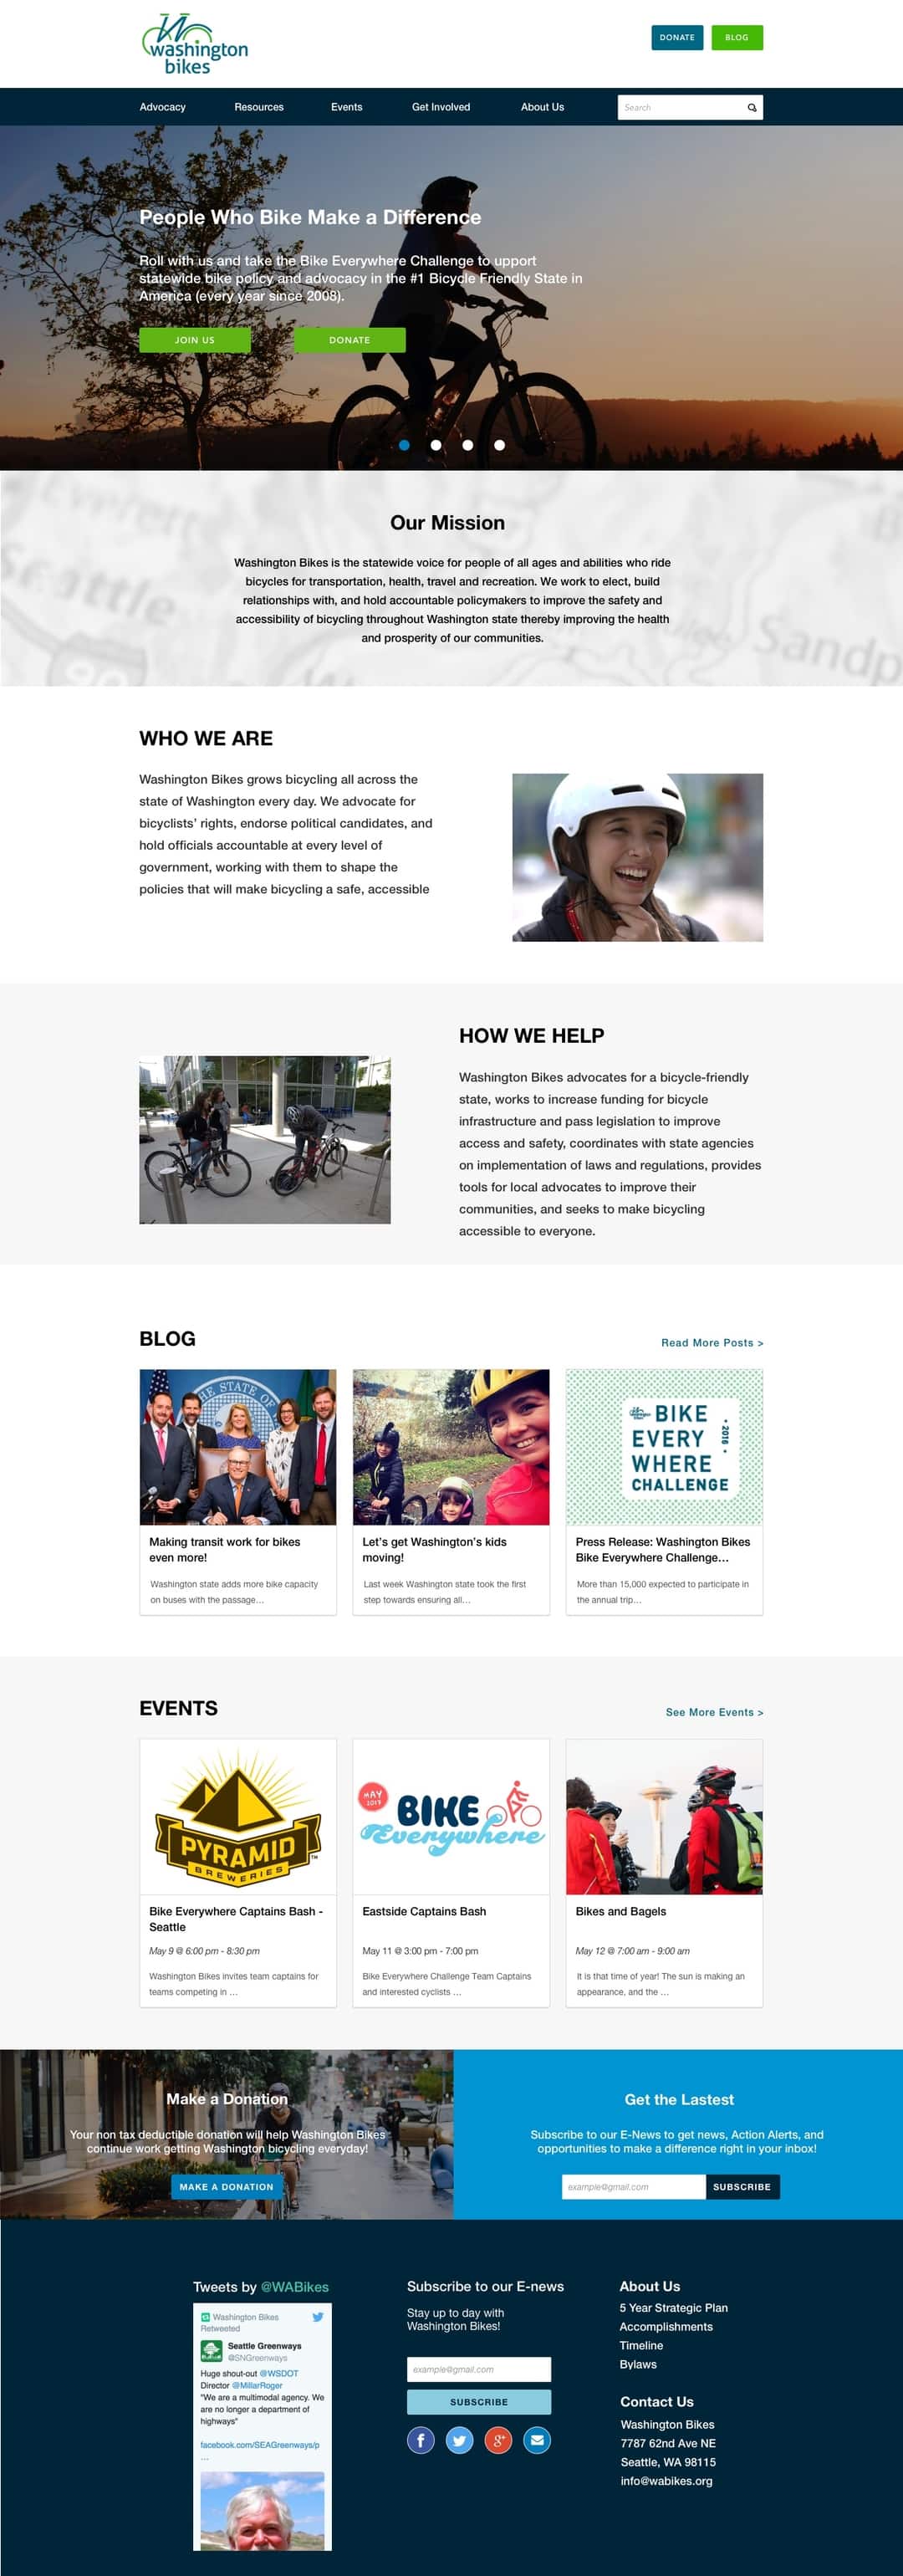 washington
bikes
DONATE
BLOG
Advocacy
Resources
Events
Get Involved
About Us
Search
People Who Bike Make a Difference
Roll with us and take the Bike Everywhere Challenge to upport
statewide bike policy and advocacy in the #1 Bicycle Friendly State in
America (every year since 2008).
JOIN US
DONATE
Our Mission
Washington Bikes is the statewide voice for people of all ages and abilities who ride
bicycles for transportation, health, travel and recreation. We work to elect, build
relationships with, and hold accountable policymakers to improve the safety and
accessibility of bicycling throughout Washington state thereby improving the health
and prosperity of our communities.
WHO WE ARE
Washington Bikes grows bicycling all across the
state of Washington every day. We advocate for
bicyclists' rights, endorse political candidates, and
hold officials accountable at every level of
government, working with them to shape the
policies that will make bicycling a safe, accessible
HOW WE HELP
Washington Bikes advocates for a bicycle-friendly
state, works to increase funding for bicycle
infrastructure and pass legislation to improve
access and safety, coordinates with state agencies
on implementation of laws and regulations, provides
tools for local advocates to improve their
communities, and seeks to make bicycling
accessible to everyone.
BLOG
Read More Posts >
HE STATE OF
BIKE
EVERY
WHERE
CHALLENGE
• 2016 •
Making transit work for bikes
even more!
Washington state adds more bike capacity
on buses with the passage…
Let's get Washington's kids
moving!
Last week Washington state took the first
step towards ensuring all…
Press Release: Washington Bikes
Bike Everywhere Challenge…
More than 15,000 expected to participate in
the annual trip…
EVENTS
See More Events >
PYRAMID
BREWERIES
TM
MAY
2017
BIKE
Everywhere
Bike Everywhere Captains Bash -
Seattle
May 9 @ 6:00 pm - 8:30 pm
Washington Bikes invites team captains for
teams competing in …
Eastside Captains Bash
May 11 @ 3:00 pm - 7:00 pm
Bike Everywhere Challenge Team Captains
and interested cyclists …
Bikes and Bagels
May 12 @ 7:00 am - 9:00 am
It is that time of year! The sun is making an
appearance, and the …
Make a Donation
Your non tax deductible donation will help Washington Bikes
continue work getting Washington bicycling everyday!
MAKE A DONATION
Get the Lastest
Subscribe to our E-News to get news, Action Alerts, and
opportunities to make a difference right in your inbox!
example@gmail.com
SUBSCRIBE
Tweets by @WABikes
Washington Bikes
Retweeted
Seattle Greenways
@SNGreenways
Huge shout-out @WSDOT
Director @MillarRoger
"We are a multimodal agency. We
are no longer a department of
highways"
facebook.com/SEAGreenways/p
…
Subscribe to our E-news
Stay up to day with
Washington Bikes!
example@gmail.com
SUBSCRIBE
f
g+
About Us
5 Year Strategic Plan
Accomplishments
Timeline
Bylaws
Contact Us
Washington Bikes
7787 62nd Ave NE
Seattle, WA 98115
info@wabikes.org